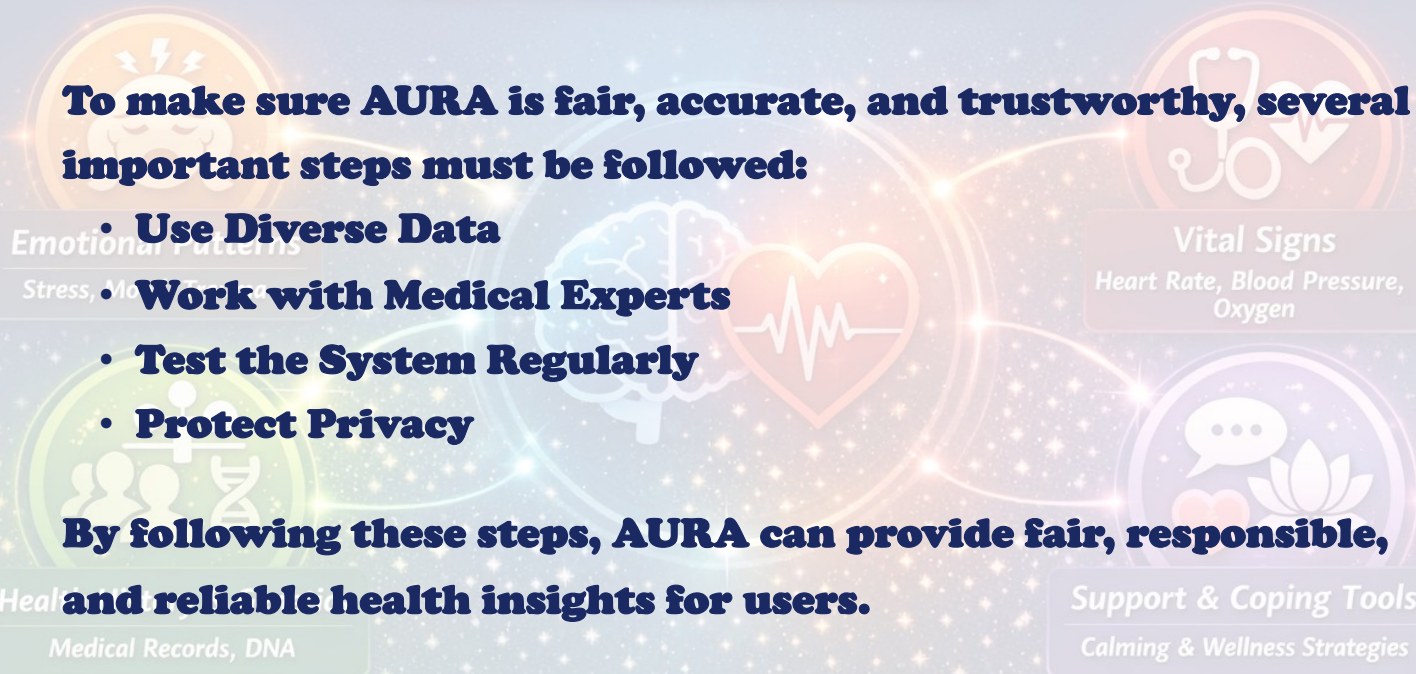 To make sure AURA is fair, accurate, and trustworthy, several
important steps must be followed:
• Use Diverse Data
• Work with Medical Experts
• Test the System Regularly
• Protect Privacy
By following these steps, AURA can provide fair, responsible,
and reliable health insights for users.
Emotional Patterns
Stress,
Vital Signs
Heart Rate, Blood Pressure,
Oxygen
Medical Records, DNA
Support & Coping Tools
Calming & Wellness Strategies